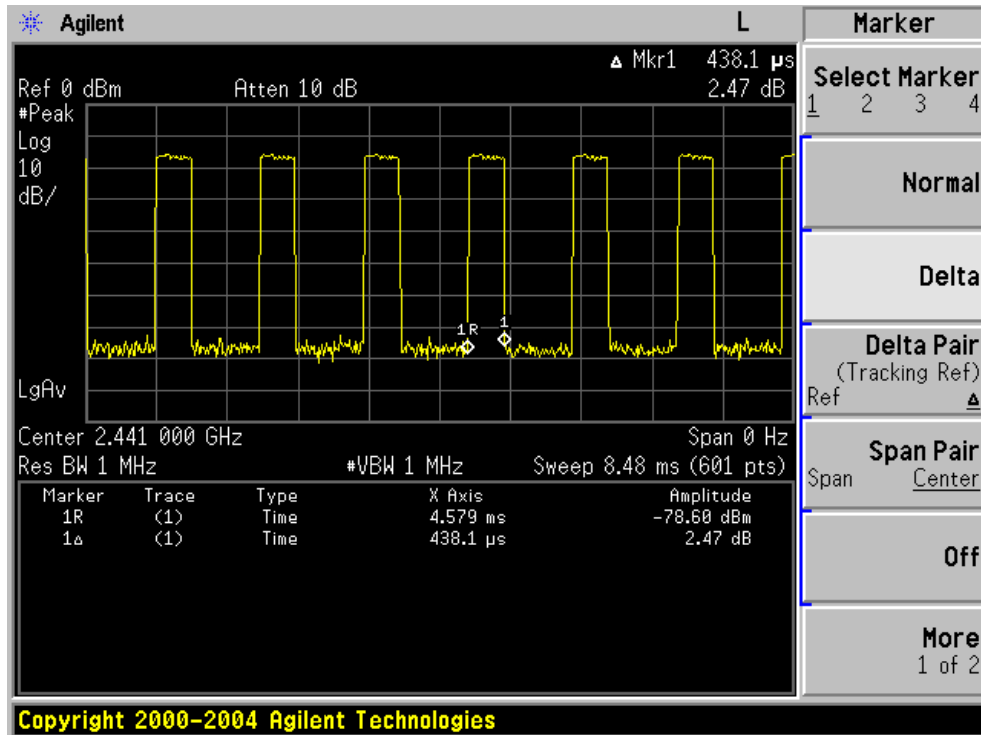 Agilent L Marker
Δ Mkr1 438.1 µs
Ref 0 dBm Atten 10 dB 2.47 dB
#Peak
Log
10
dB/
1R 1
LgAv
Center 2.441 000 GHz Span 0 Hz
Res BW 1 MHz #VBW 1 MHz Sweep 8.48 ms (601 pts)
Marker Trace Type X Axis Amplitude
1R (1) Time 4.579 ms -78.60 dBm
1Δ (1) Time 438.1 µs 2.47 dB
Select Marker
1 2 3 4
Normal
Delta
Delta Pair
(Tracking Ref)
Ref Δ
Span Pair
Span Center
Off
More
1 of 2
Copyright 2000-2004 Agilent Technologies